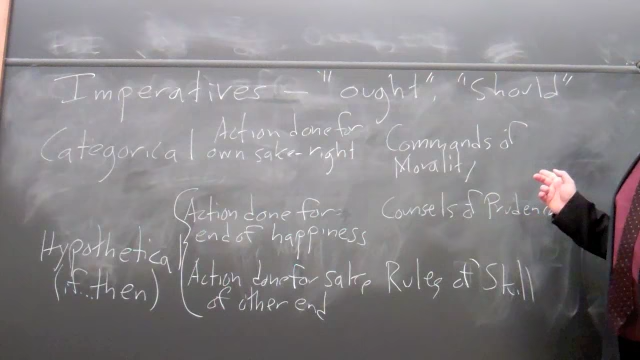 Imperatives - "ought", "Should"
Categorical
Action done for
own sake-right
Commands of
Morality
Hypothetical
(if...then)
Action done for
end of happiness
Counsels of Prudence
Action done for sake
of other end
Rules of Skill